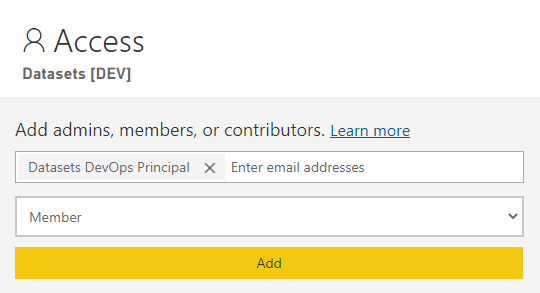 Access
Datasets [DEV]
Add admins, members, or contributors. Learn more
Datasets DevOps Principal Enter email addresses
Member
Add